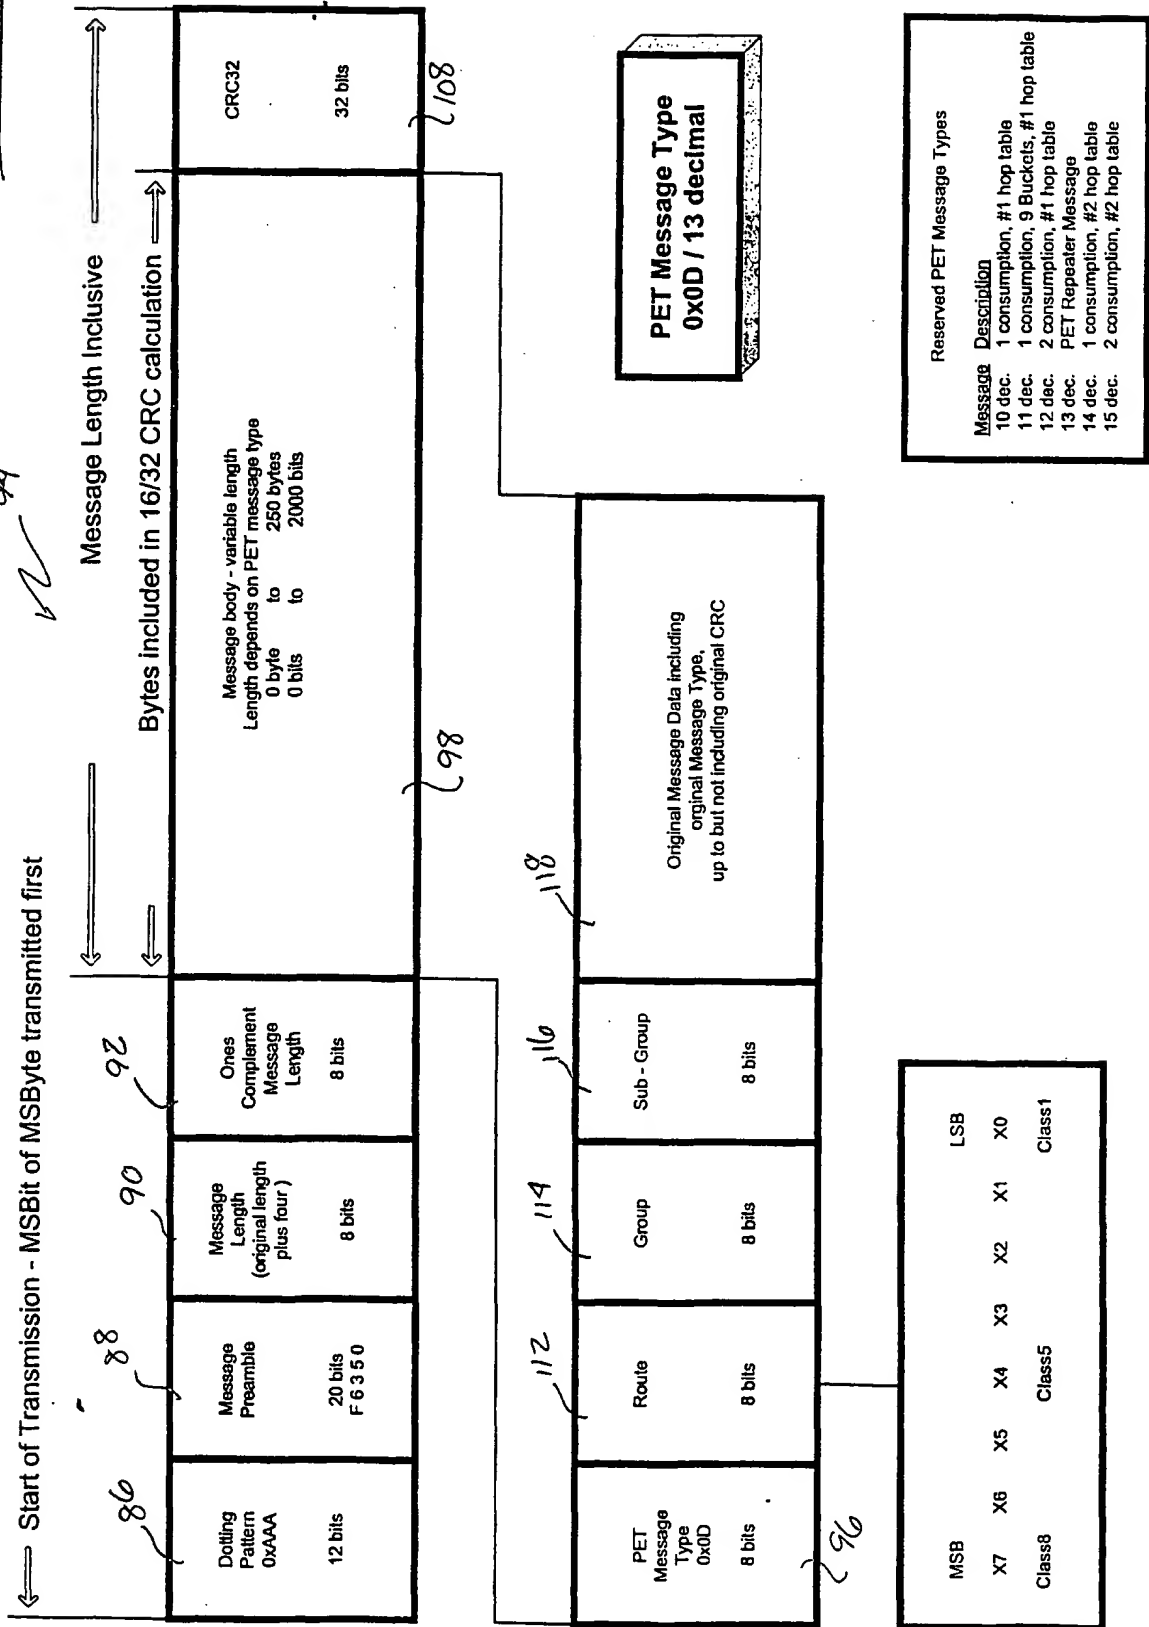 Start of Transmission - MSBit of MSByte transmitted first
Message Length Inclusive
Bytes included in 16/32 CRC calculation
86
88
90
92
Dotting
Pattern
0xAAA
12 bits
Message
Preamble
20 bits
F 6 3 5 0
Message
Length
(original length
plus four )
8 bits
Ones
Complement
Message
Length
8 bits
Message body - variable length
Length depends on PET message type
0 byte to 250 bytes
0 bits to 2000 bits
98
CRC32
32 bits
108
112
114
116
118
PET
Message
Type
0x0D
8 bits
96
Route
8 bits
Group
8 bits
Sub - Group
8 bits
Original Message Data including
orginal Message Type,
up to but not including original CRC
PET Message Type
0x0D / 13 decimal
MSB LSB
X7 X6 X5 X4 X3 X2 X1 X0
Class8 Class5 Class1
Reserved PET Message Types
Message Description
10 dec. 1 consumption, #1 hop table
11 dec. 1 consumption, 9 Buckets, #1 hop table
12 dec. 2 consumption, #1 hop table
13 dec. PET Repeater Message
14 dec. 1 consumption, #2 hop table
15 dec. 2 consumption, #2 hop table